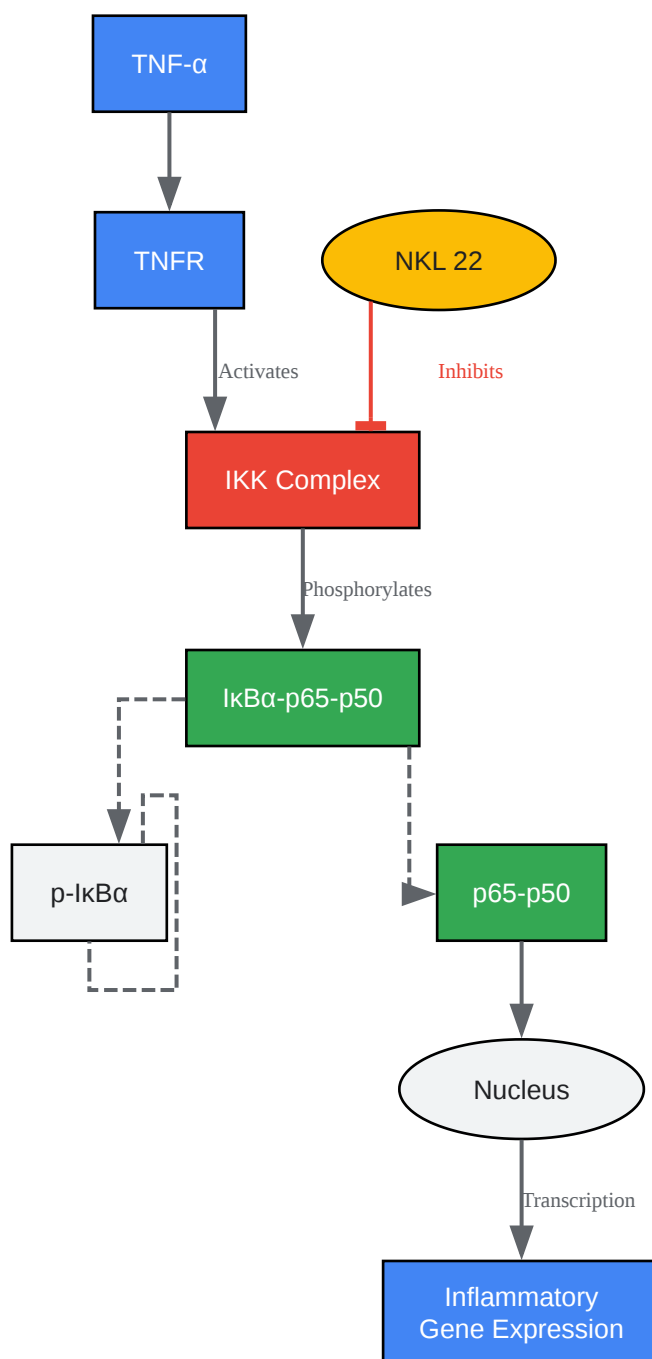 TNF-α
TNFR
NKL 22
Activates
Inhibits
IKK Complex
Phosphorylates
IκBα-p65-p50
p-IκBα
p65-p50
Nucleus
Transcription
Inflammatory
Gene Expression